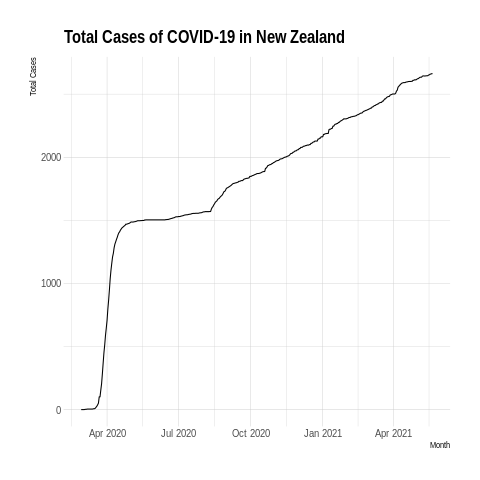 Total Cases of COVID-19 in New Zealand
Total Cases
2000
1000
0
Apr 2020 Jul 2020 Oct 2020 Jan 2021 Apr 2021
Month